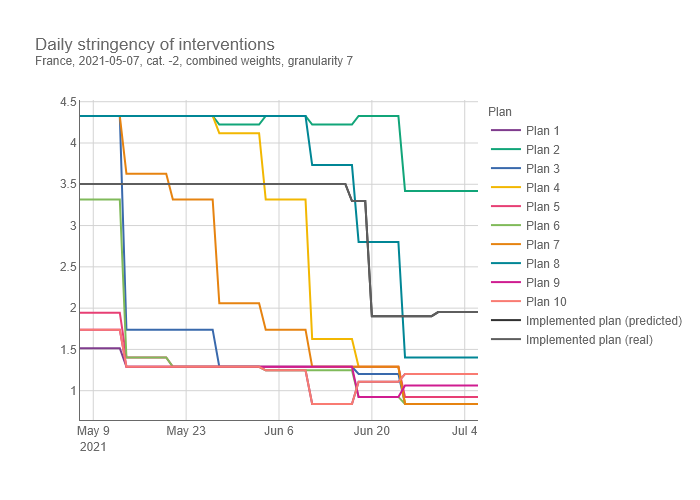 Daily stringency of interventions
France, 2021-05-07, cat. -2, combined weights, granularity 7
4.5
4
3.5
3
2.5
2
1.5
1
May 9
2021
May 23
Jun 6
Jun 20
Jul 4
Plan
Plan 1
Plan 2
Plan 3
Plan 4
Plan 5
Plan 6
Plan 7
Plan 8
Plan 9
Plan 10
Implemented plan (predicted)
Implemented plan (real)